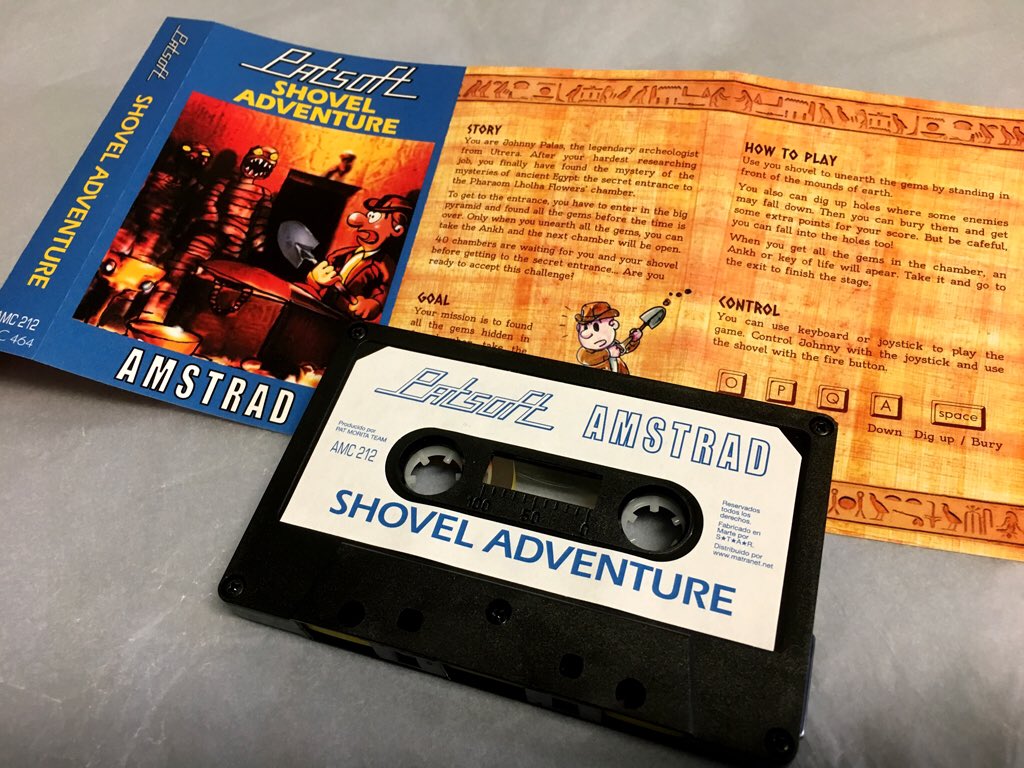 Patsoft
SHOVEL ADVENTURE
AMC 212
464
Patsoft
SHOVEL
ADVENTURE
AMSTRAD
STORY
You are Johnny Palas, the legendary archeologist
from Utrera. After your hardest researching
job, you finally have found the mystery of the
mysteries of ancient Egypt: the secret entrance to
the Pharaom Lholha Flowers' chamber.
To get to the entrance, you have to enter in the big
pyramid and found all the gems before the time is
over. Only when you unearth all the gems, you can
take the Ankh and the next chamber will be open.
40 chambers are waiting for you and your shovel
before getting to the secret entrance... Are you
ready to accept this challenge?
GOAL
Your mission is to found
all the gems hidden in
take the
HOW TO PLAY
Use you shovel to unearth the gems by standing in
front of the mounds of earth.
You also can dig up holes where some enemies
may fall down. Then you can bury them and get
some extra points for your score. But be cafeful,
you can fall into the holes too!
When you get all the gems in the chamber, an
Ankh or key of life will apear. Take it and go to
the exit to finish the stage.
CONTROL
You can use keyboard or joystick to play the
game. Control Johnny with the joystick and use
the shovel with the fire button.
O P Q A space
Down Dig up / Bury
Patsoft AMSTRAD
Producido por
PAT MORITA TEAM
AMC 212
100 50 0
SHOVEL ADVENTURE
Reservados
todos los
derechos.
Fabricado en
Marte por
S★T★A★R.
Distribuido por
www.matranet.net